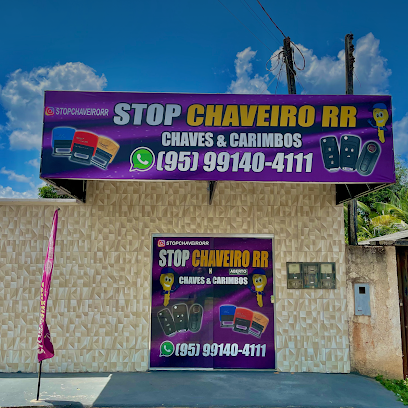 STOPCHAVEIRORR
STOP CHAVEIRO RR
CHAVES & CARIMBOS
(95) 99140-4111
STOPCHAVEIRORR
STOP CHAVEIRO RR
ABERTO
CHAVES & CARIMBOS
(95) 99140-4111